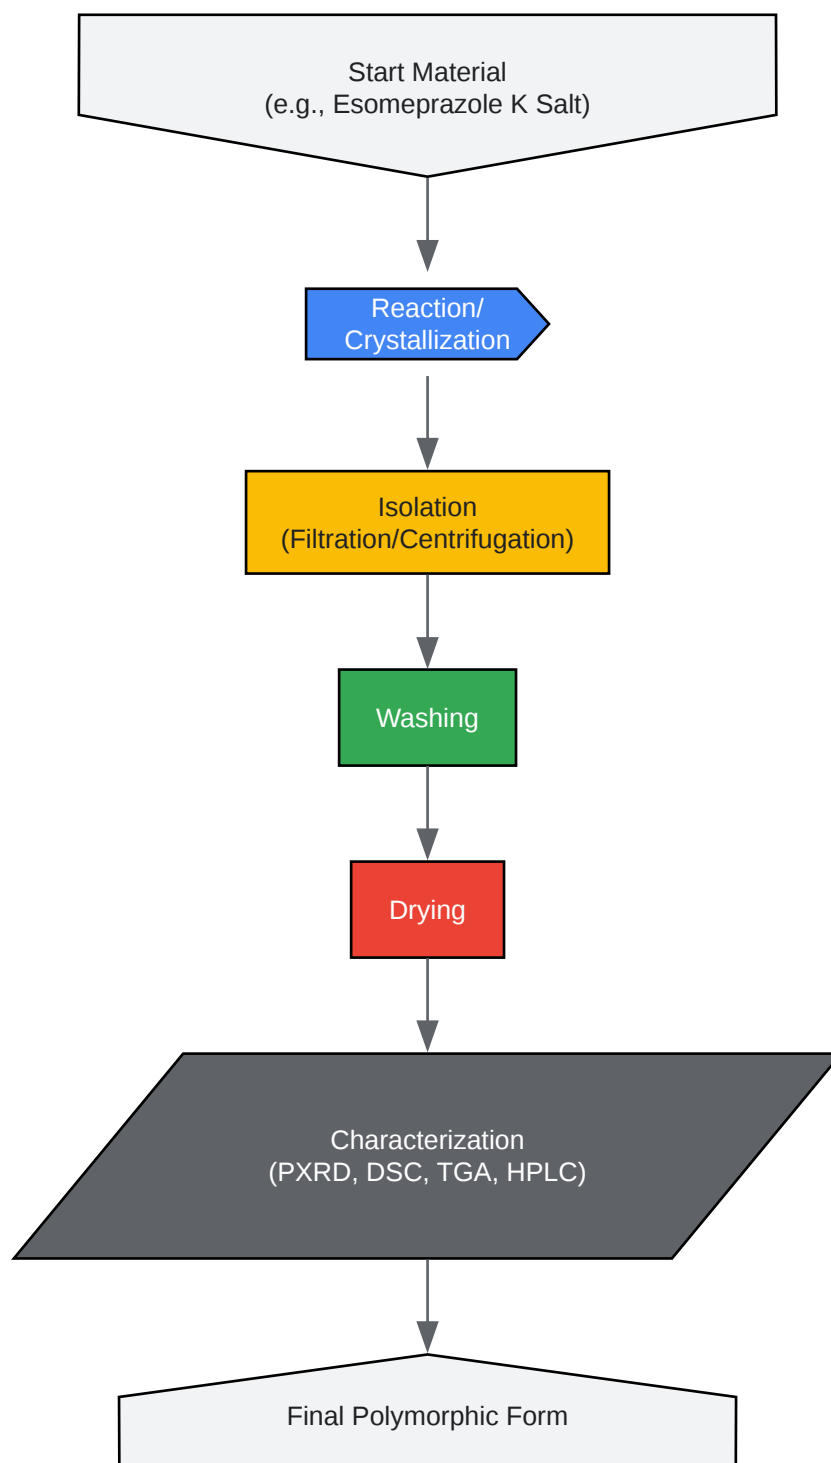 Start Material
(e.g., Esomeprazole K Salt)
Reaction/
Crystallization
Isolation
(Filtration/Centrifugation)
Washing
Drying
Characterization
(PXRD, DSC, TGA, HPLC)
Final Polymorphic Form